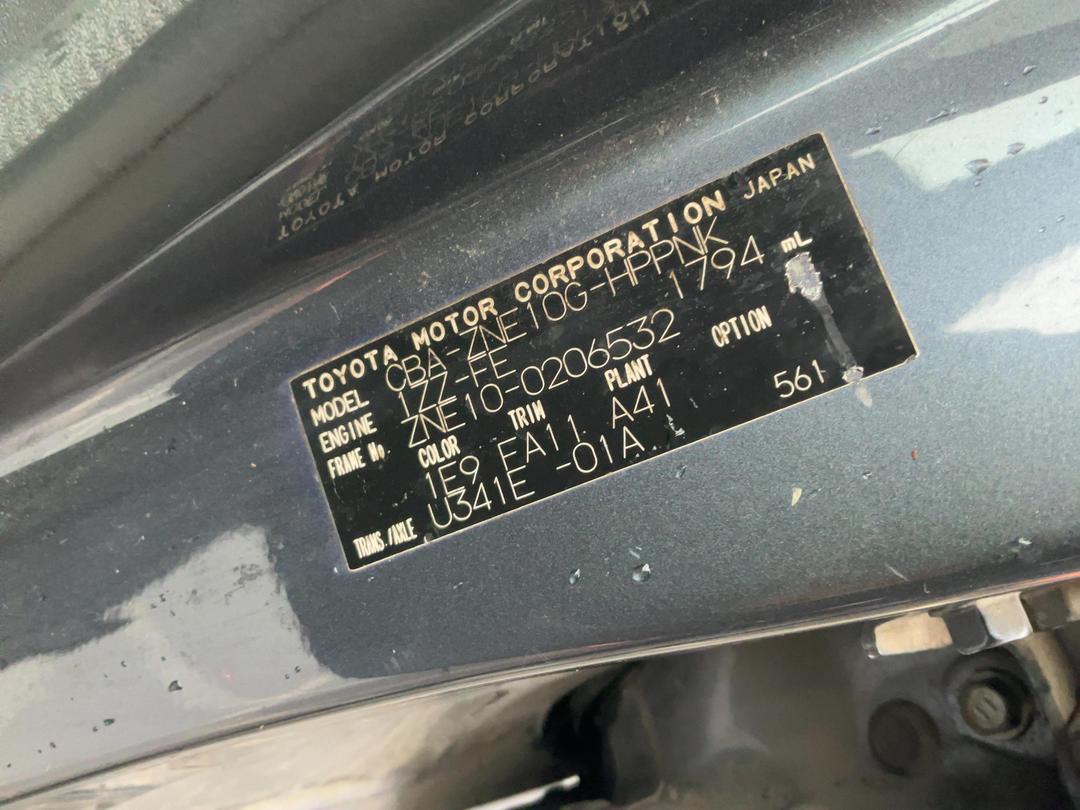 TOYOTA MOTOR CORPORATION JAPAN
MODEL CBA-ZNE10G-HPPNK
ENGINE 1ZZ-FE 1794 mL
FRAME No. ZNE10-0206532
COLOR TRIM PLANT OPTION
1E9 EA11 A41 561
TRANS./AXLE U341E -01A